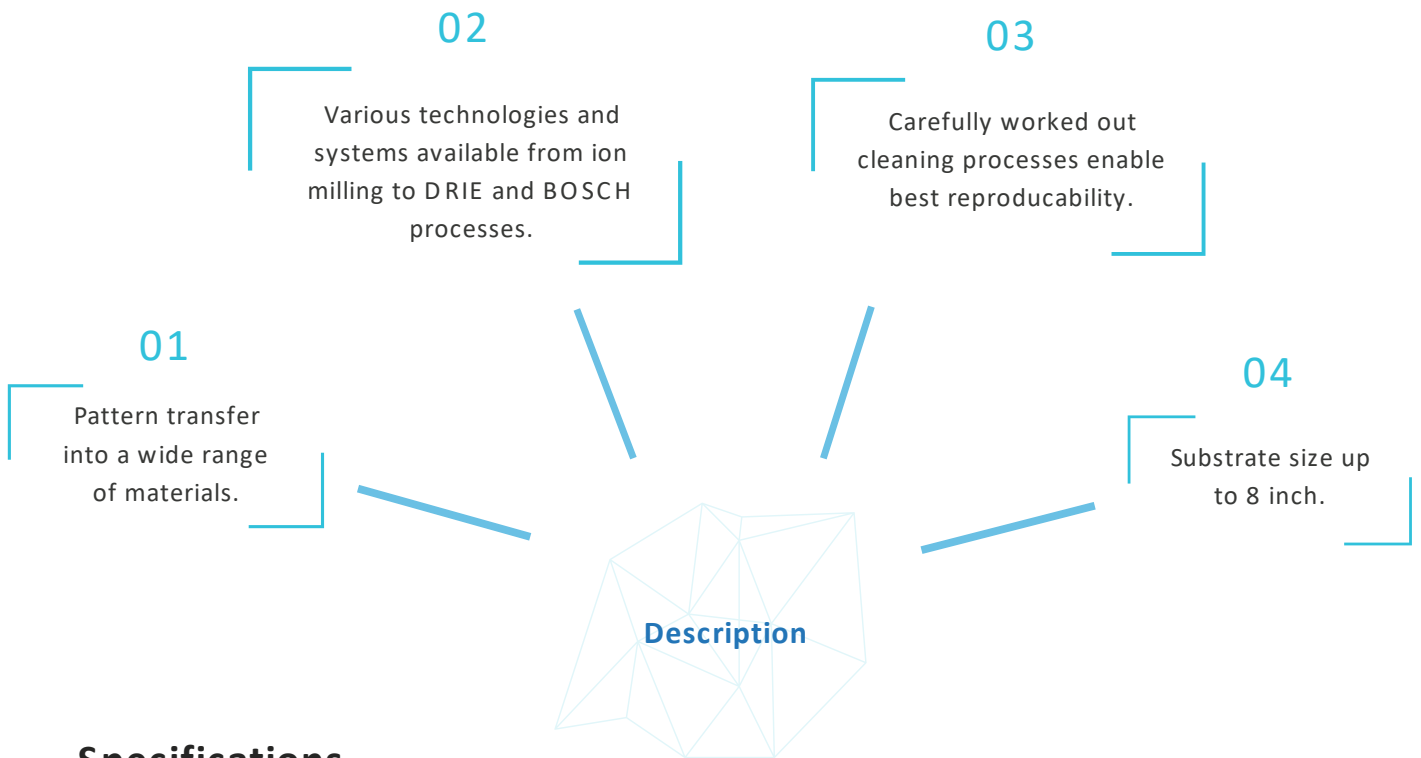 01
Pattern transfer
into a wide range
of materials.
02
Various technologies and
systems available from ion
milling to DRIE and BOSCH
processes.
03
Carefully worked out
cleaning processes enable
best reproducability.
04
Substrate size up
to 8 inch.
Description
Specifications